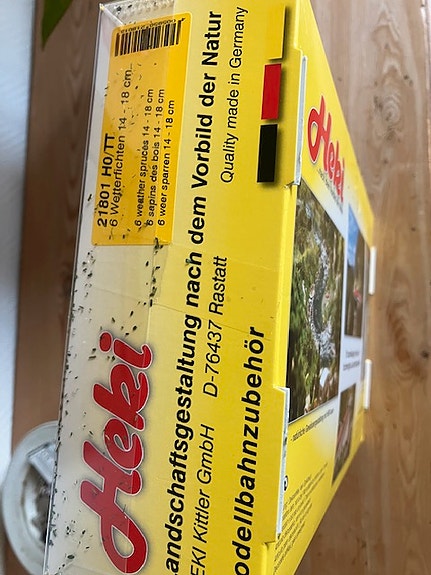 21801 H0/TT
6 Wetterfichten 14 - 18 cm
6 weather spruces 14 - 18 cm
6 sapins des bois 14 - 18 cm
6 weer sparren 14 - 18 cm
Heki
andschaftsgestaltung nach dem Vorbild der Natur
EKI Kittler GmbH D-76437 Rastatt
Quality made in Germany
odellbahnzubehör
Heki